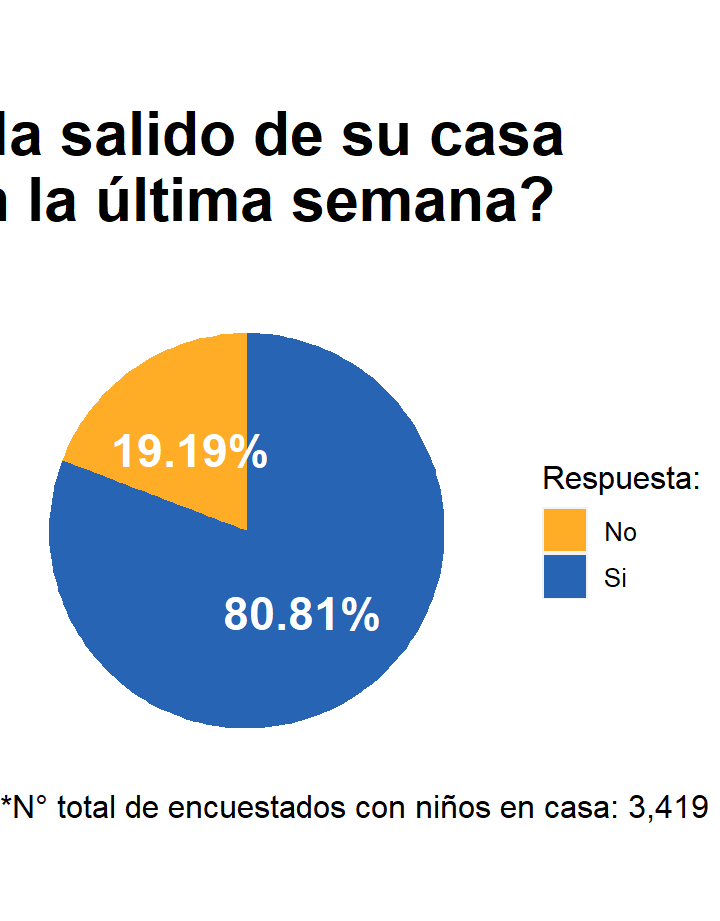 la salido de su casa
n la última semana?
19.19%
80.81%
Respuesta:
No
Si
*N° total de encuestados con niños en casa: 3,419